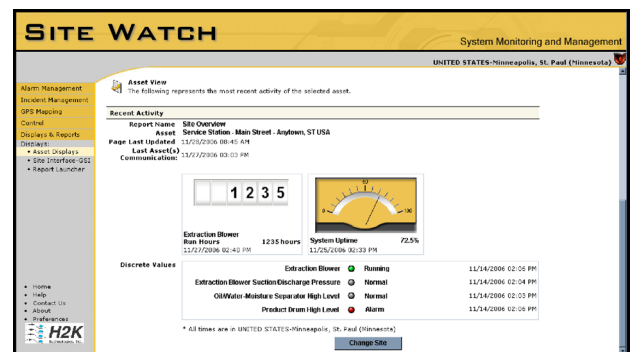 SITE WATCH
System Monitoring and Management
UNITED STATES-Minneapolis, St. Paul (Minnesota)
Alarm Management
Incident Management
GPS Mapping
Control
Displays & Reports
Displays:
• Asset Displays
• Site Interface-GSI
• Report Launcher
• Home
• Help
• Contact Us
• About
• Preferences
H2K
Technologies, Inc.
Asset View
The following represents the most recent activity of the selected asset.
Recent Activity
Report Name Site Overview
Asset Service Station - Main Street - Anytown, ST USA
Page Last Updated 11/28/2006 08:45 AM
Last Asset(s) Communication: 11/27/2006 03:03 PM
1 2 3 5
Extraction Blower
Run Hours 1235 hours
11/27/2006 02:40 PM
0 50 100
System Uptime 72.5%
11/25/2006 02:33 PM
Discrete Values
Extraction Blower Running 11/14/2006 02:06 PM
Extraction Blower Suction/Discharge Pressure Normal 11/14/2006 02:04 PM
Oil/Water-Moisture Separator High Level Normal 11/14/2006 02:03 PM
Product Drum High Level Alarm 11/14/2006 02:06 PM
* All times are in UNITED STATES-Minneapolis, St. Paul (Minnesota)
Change Site